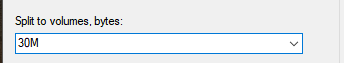 Split to volumes, bytes:
30M